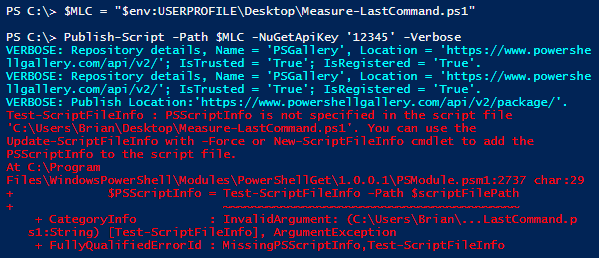 PS C:\> $MLC = "$env:USERPROFILE\Desktop\Measure-LastCommand.ps1"
PS C:\> Publish-Script -Path $MLC -NuGetApiKey '12345' -Verbose
VERBOSE: Repository details, Name = 'PSGallery', Location = 'https://www.powershe
llgallery.com/api/v2/'; IsTrusted = 'True'; IsRegistered = 'True'.
VERBOSE: Repository details, Name = 'PSGallery', Location = 'https://www.powershe
llgallery.com/api/v2/'; IsTrusted = 'True'; IsRegistered = 'True'.
VERBOSE: Publish Location:'https://www.powershellgallery.com/api/v2/package/'.
Test-ScriptFileInfo : PSScriptInfo is not specified in the script file
'C:\Users\Brian\Desktop\Measure-LastCommand.ps1'. You can use the
Update-ScriptFileInfo with -Force or New-ScriptFileInfo cmdlet to add the
PSScriptInfo to the script file.
At C:\Program
Files\WindowsPowerShell\Modules\PowerShellGet\1.0.0.1\PSModule.psm1:2737 char:29
+             $PSScriptInfo = Test-ScriptFileInfo -Path $scriptFilePath
+                             ~~~~~~~~~~~~~~~~~~~~~~~~~~~~~~~~~~~~~~~~~
    + CategoryInfo          : InvalidArgument: (C:\Users\Brian\...LastCommand.p
   s1:String) [Test-ScriptFileInfo], ArgumentException
    + FullyQualifiedErrorId : MissingPSScriptInfo,Test-ScriptFileInfo